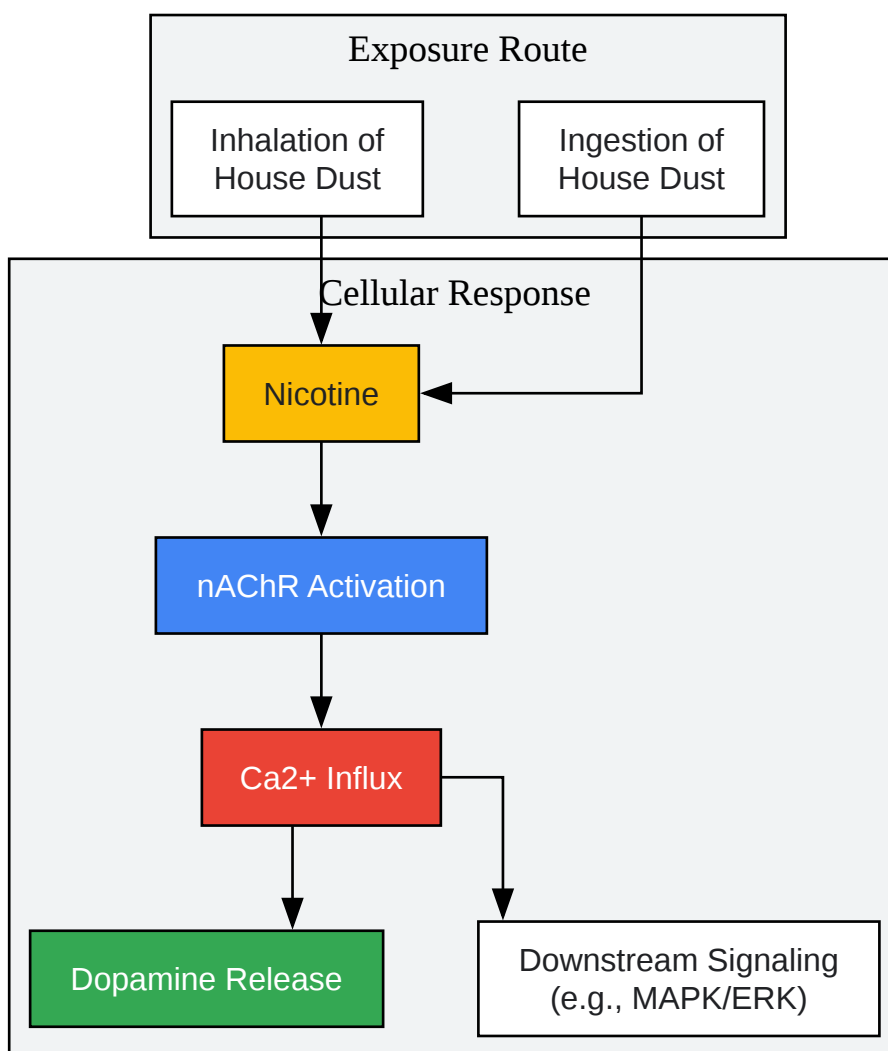 Exposure Route
Inhalation of
House Dust
Ingestion of
House Dust
Cellular Response
Nicotine
nAChR Activation
Ca2+ Influx
Dopamine Release
Downstream Signaling
(e.g., MAPK/ERK)